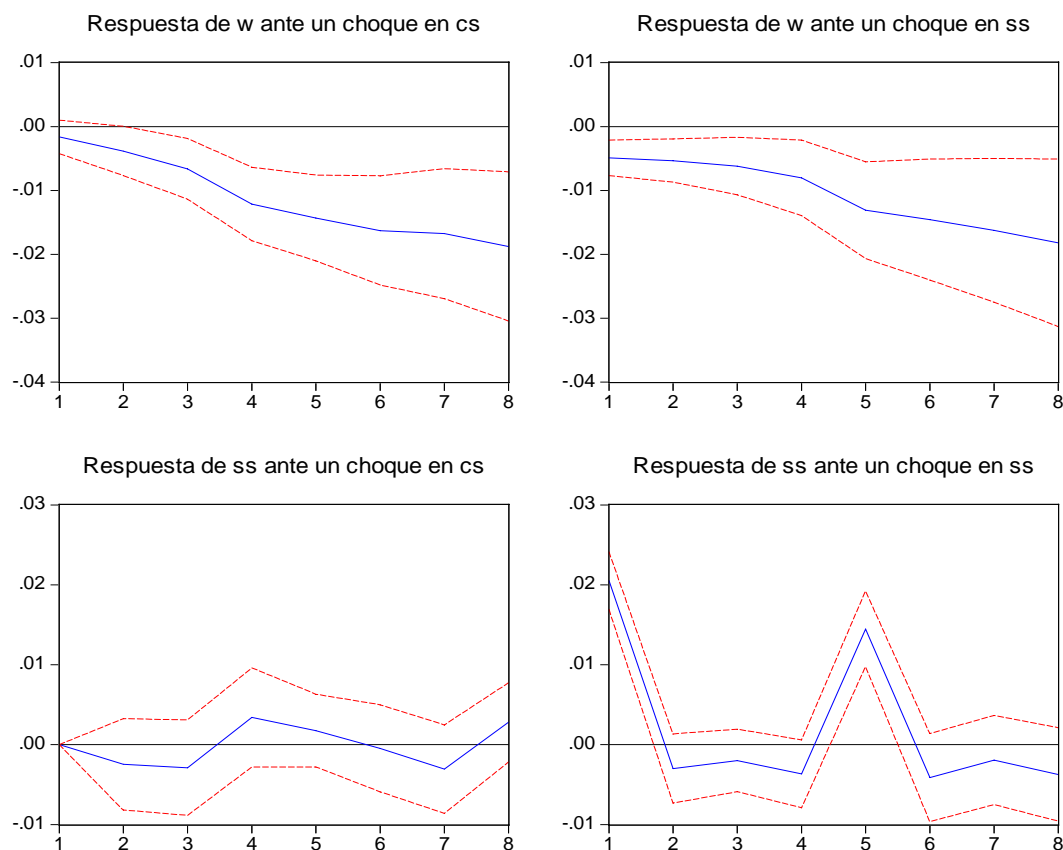 Respuesta de w ante un choque en cs
.01
.00
-.01
-.02
-.03
-.04
1 2 3 4 5 6 7 8
Respuesta de w ante un choque en ss
.01
.00
-.01
-.02
-.03
-.04
1 2 3 4 5 6 7 8
Respuesta de ss ante un choque en cs
.03
.02
.01
.00
-.01
1 2 3 4 5 6 7 8
Respuesta de ss ante un choque en ss
.03
.02
.01
.00
-.01
1 2 3 4 5 6 7 8